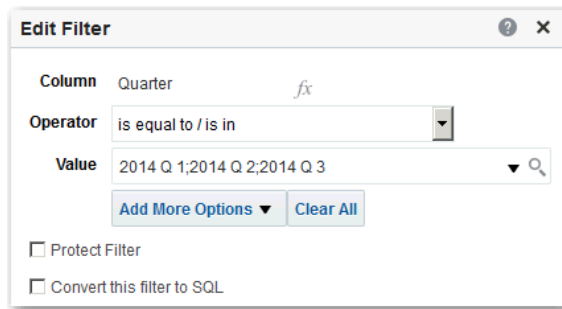 Edit Filter ?
Column Quarter fx
Operator is equal to / is in
Value 2014 Q 1;2014 Q 2;2014 Q 3
Add More Options Clear All
Protect Filter
Convert this filter to SQL